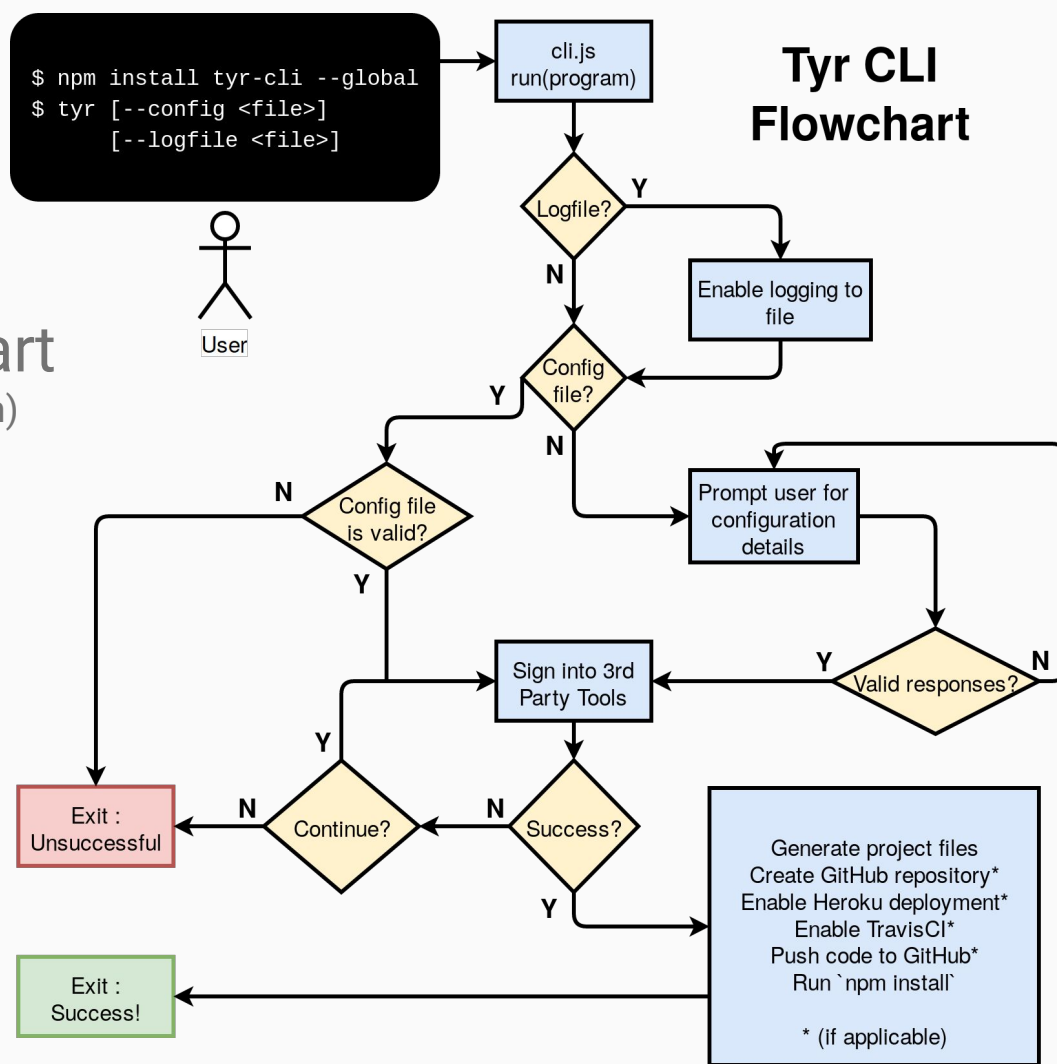 $ npm install tyr-cli --global
$ tyr [--config <file>]
[--logfile <file>]
cli.js
run(program)
Tyr CLI
Flowchart
Logfile?
Y
N
Enable logging to
file
User
art
)
Config
file?
Y
N
Config file
is valid?
N
Y
Prompt user for
configuration
details
Sign into 3rd
Party Tools
Y
Valid responses?
N
Y
Exit :
Unsuccessful
N
Continue?
N
Success?
Y
Generate project files
Create GitHub repository*
Enable Heroku deployment*
Enable TravisCI*
Push code to GitHub*
Run `npm install`
* (if applicable)
Exit :
Success!